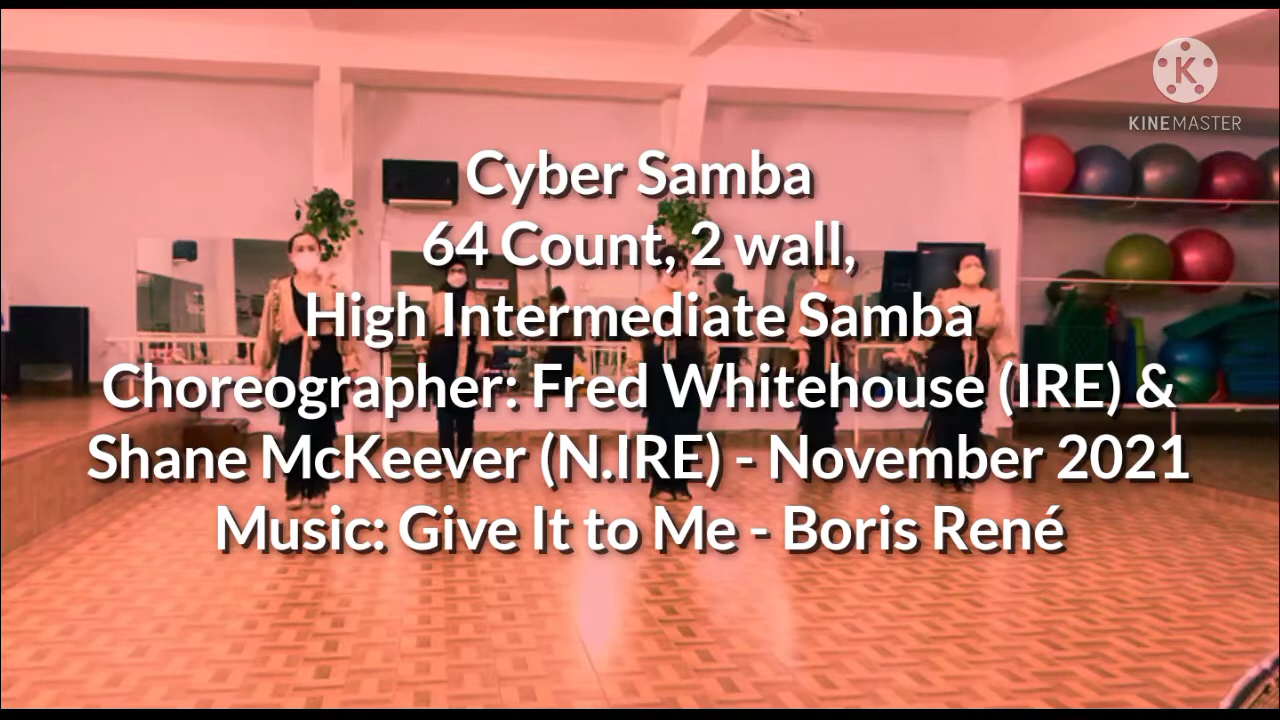 K
KINEMASTER
Cyber Samba
64 Count, 2 wall,
High Intermediate Samba
Choreographer: Fred Whitehouse (IRE) &
Shane McKeever (N.IRE) - November 2021
Music: Give It to Me - Boris René